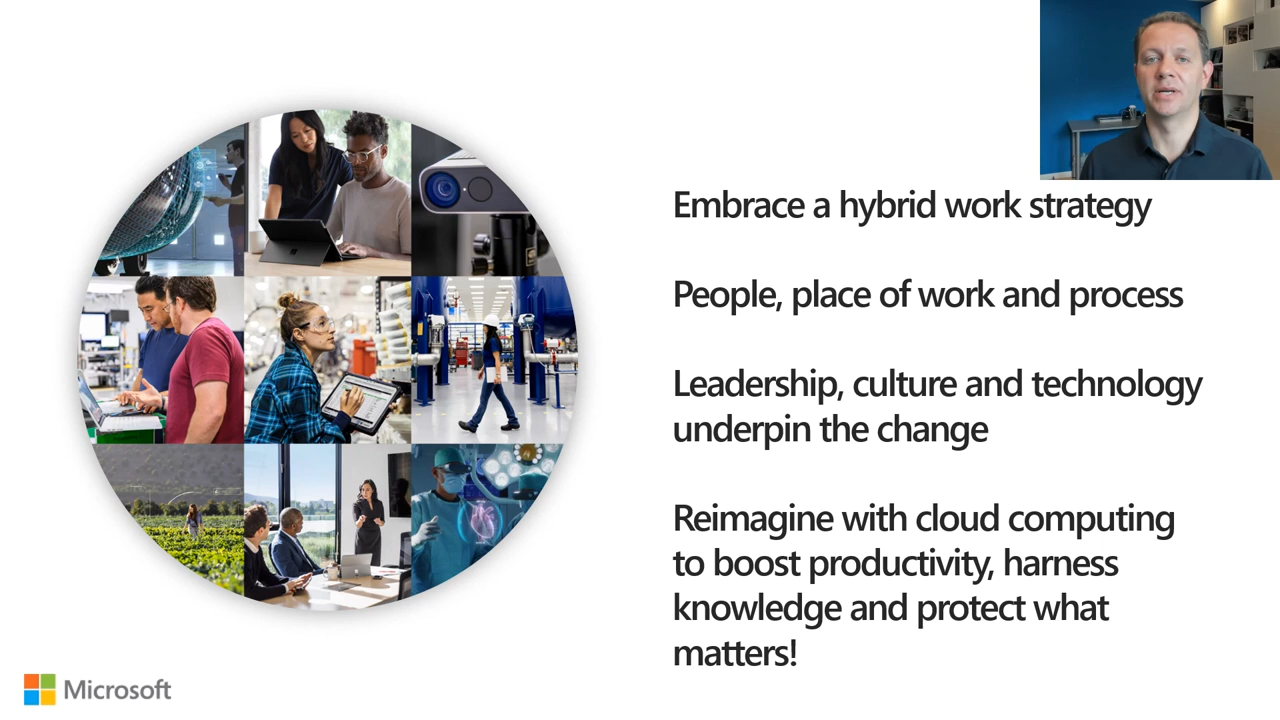 Embrace a hybrid work strategy
People, place of work and process
Leadership, culture and technology
underpin the change
Reimagine with cloud computing
to boost productivity, harness
knowledge and protect what
matters!
Microsoft